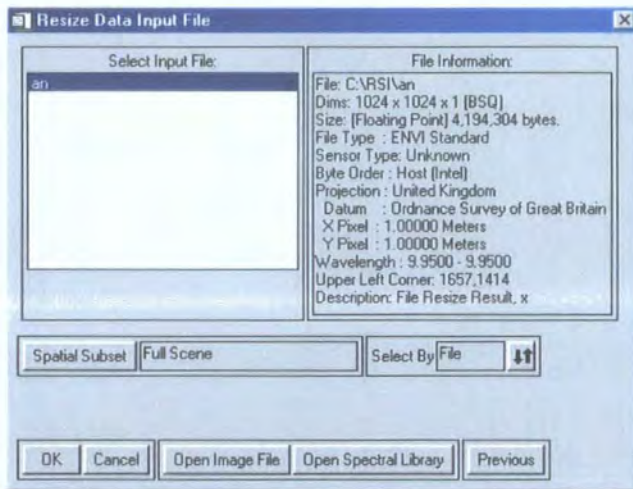 Resize Data Input File
Select Input File:
an
File Information:
File: C:\RSI\an
Dims: 1024 x 1024 x 1 [BSQ]
Size: [Floating Point] 4,194,304 bytes.
File Type : ENVI Standard
Sensor Type: Unknown
Byte Order : Host [Intel]
Projection : United Kingdom
Datum : Ordnance Survey of Great Britain
X Pixel : 1.00000 Meters
Y Pixel : 1.00000 Meters
Wavelength : 9.9500 - 9.9500
Upper Left Corner: 1657,1414
Description: File Resize Result, x
Spatial Subset Full Scene Select By File
OK Cancel Open Image File Open Spectral Library Previous